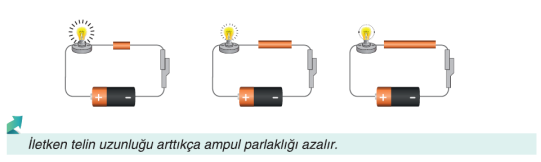 + - + - + -
İletken telin uzunluğu arttıkça ampul parlaklığı azalır.